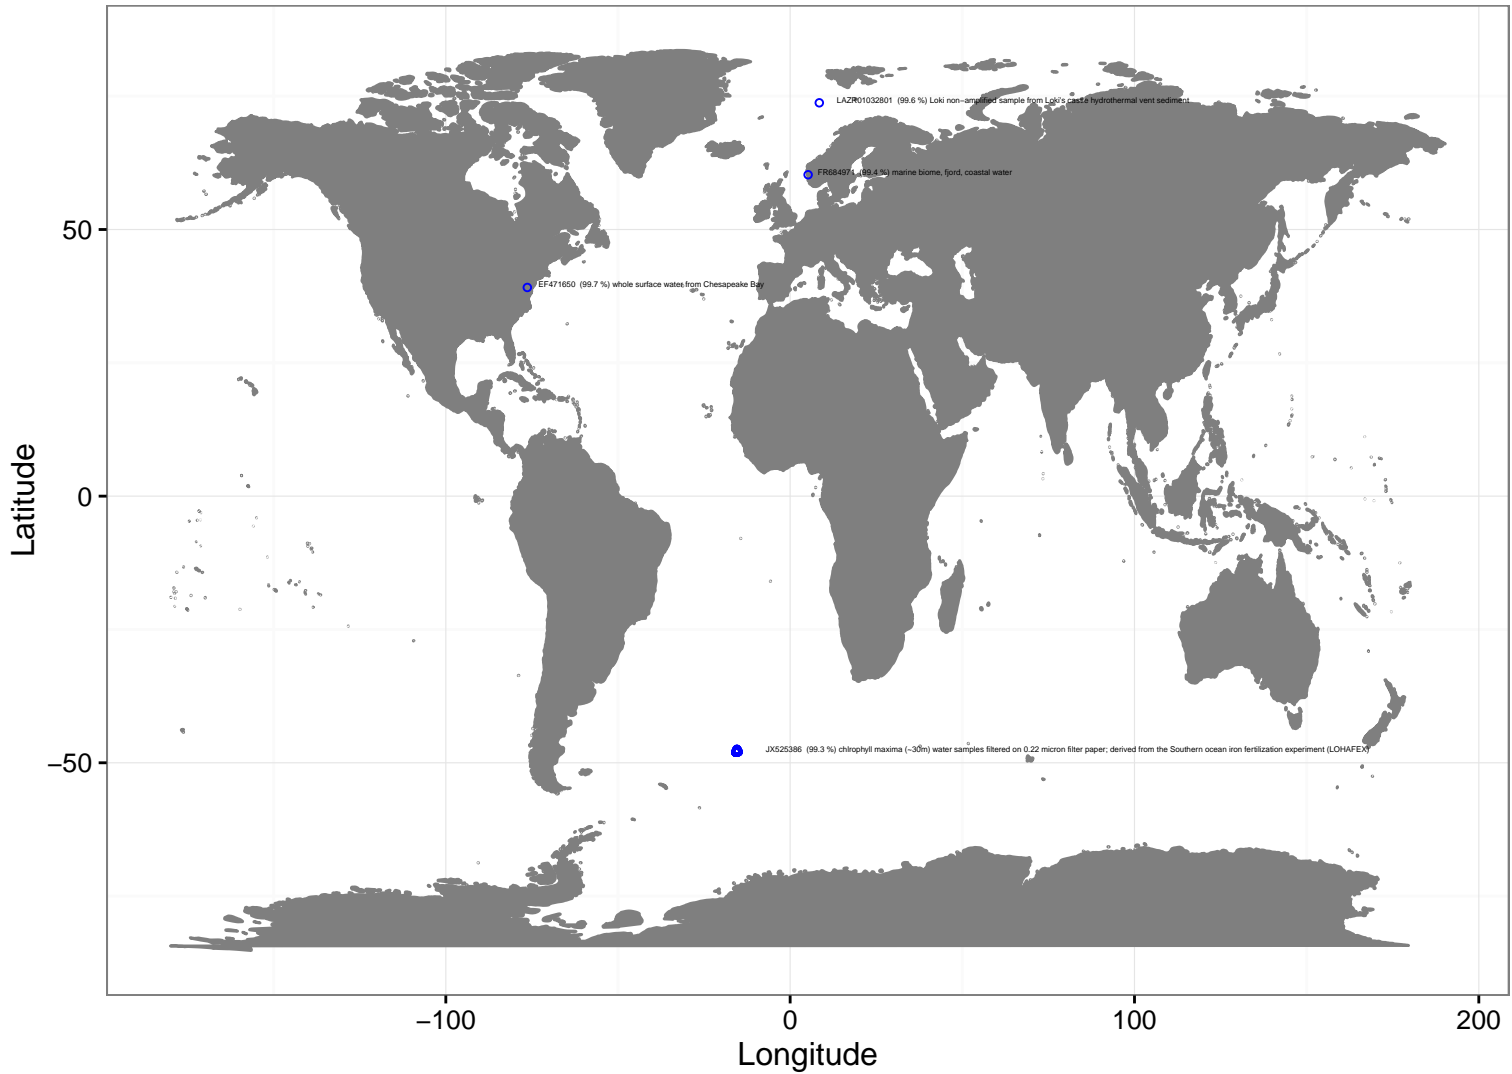 LAZR01032801 (99.6 %) Loki non−amplified sample from Loki's castle hydrothermal vent sediment
FR684971 (99.4 %) marine biome, fjord, coastal water
50
EF471650 (99.7 %) whole surface water from Chesapeake Bay
0
Latitude
JX525386 (99.3 %) chlrophyll maxima (~30m) water samples filtered on 0.22 micron filter paper; derived from the Southern ocean iron fertilization experiment (LOHAFEX)
−50
−100
0
100
200
Longitude